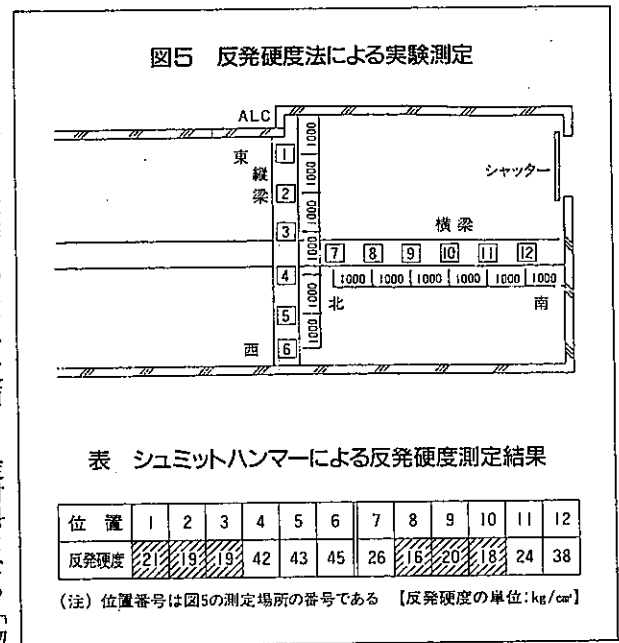 図5　反発硬度法による実験測定
ALC
東
縦梁
西
1
2
3
4
5
6
1000
1000
1000
1000
1000
1000
シャッター
横梁
7 8 9 10 11 12
1000 1000 1000 1000 1000 1000
北 南
表　シュミットハンマーによる反発硬度測定結果
位置 1 2 3 4 5 6 7 8 9 10 11 12
反発硬度 21 19 19 42 43 45 26 16 20 18 24 38
(注) 位置番号は図5の測定場所の番号である 【反発硬度の単位:kg/cm²】